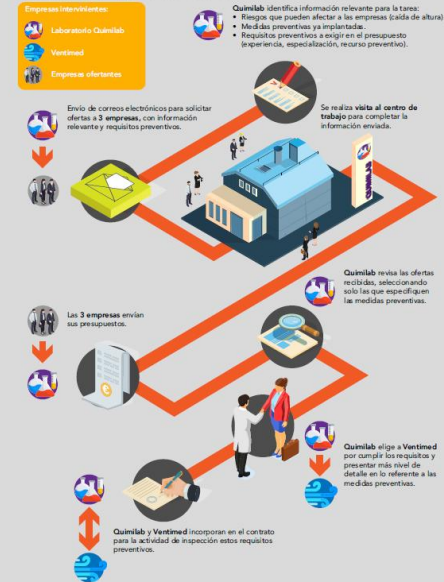 Empresas Intervinientes:
Laboratorio Quimilab
Ventimed
Empresas ofertantes
Quimilab identifica información relevante para la tarea:
• Riesgos que pueden afectar a las empresas (caída de altura)
• Medidas preventivas ya implantadas.
• Requisitos preventivos a exigir en el presupuesto
(experiencia, especialización, recurso preventivo).
Envío de correos electrónicos para solicitar
ofertas a 3 empresas, con información
relevante y requisitos preventivos.
Se realiza visita al centro de
trabajo para completar la
información enviada.
QUIMILAB
Quimilab revisa las ofertas
recibidas, seleccionando
solo las que especifiquen
las medidas preventivas.
Las 3 empresas envían
sus presupuestos.
Quimilab elige a Ventimed
por cumplir los requisitos y
presentar más nivel de
detalle en lo referente a las
medidas preventivas.
Quimilab y Ventimed incorporan en el contrato
para la actividad de inspección estos requisitos
preventivos.